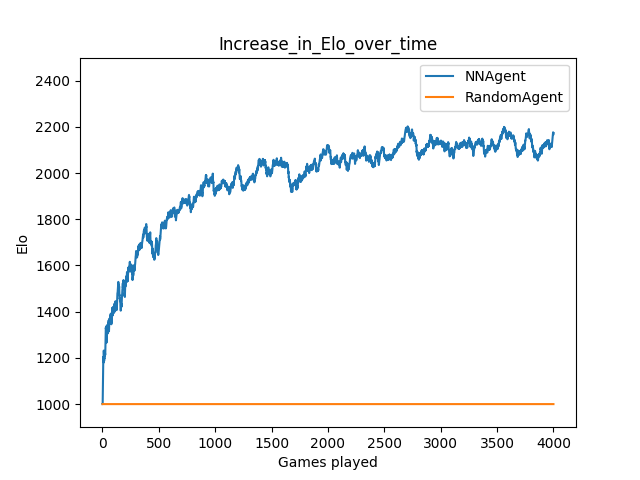 Increase_in_Elo_over_time
NNAgent
RandomAgent
2400
2200
2000
1800
1600
1400
1200
1000
Elo
0 500 1000 1500 2000 2500 3000 3500 4000
Games played